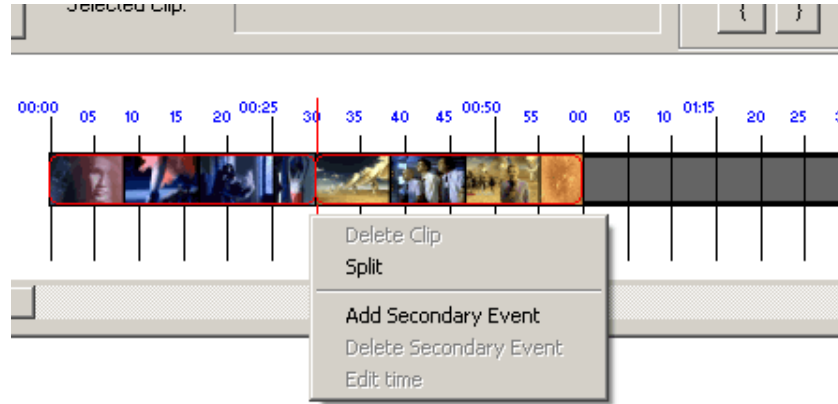 Selected Clip:
{ }
00:00 05 10 15 20 00:25 30 35 40 45 00:50 55 00 05 10 01:15 20 25
Delete Clip
Split
Add Secondary Event
Delete Secondary Event
Edit time